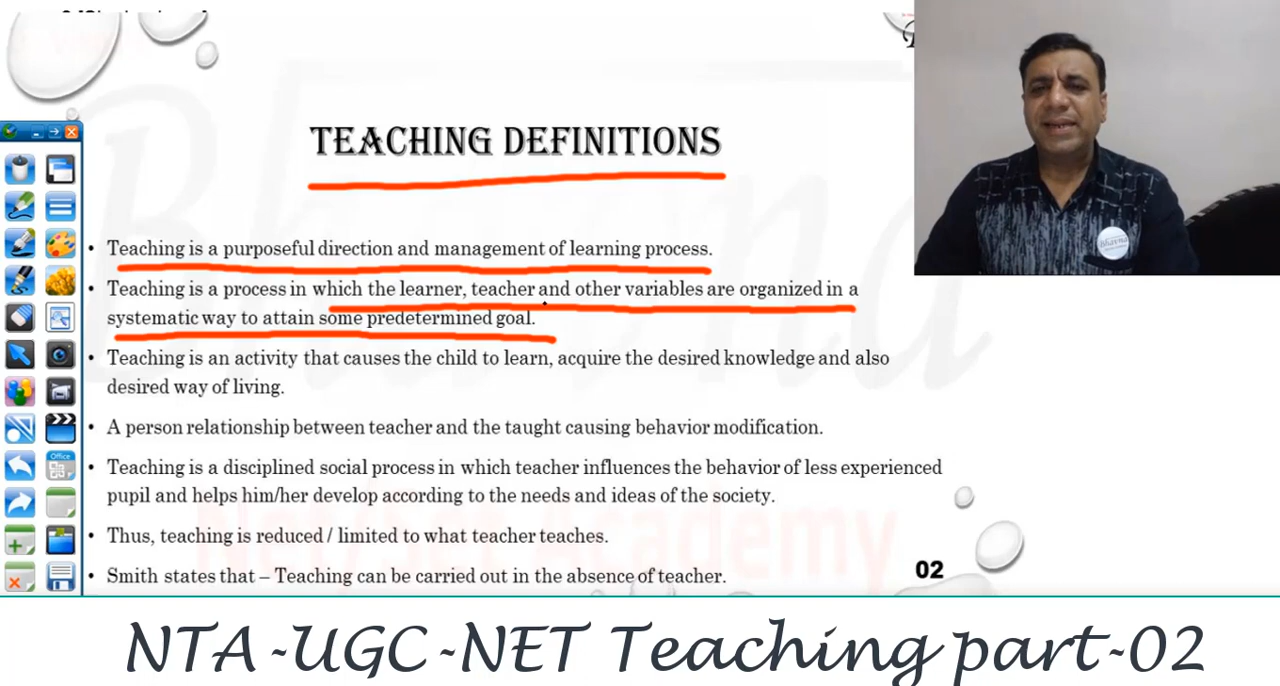 TEACHING DEFINITIONS
• Teaching is a purposeful direction and management of learning process.
• Teaching is a process in which the learner, teacher and other variables are organized in a
systematic way to attain some predetermined goal.
• Teaching is an activity that causes the child to learn, acquire the desired knowledge and also
desired way of living.
• A person relationship between teacher and the taught causing behavior modification.
• Teaching is a disciplined social process in which teacher influences the behavior of less experienced
pupil and helps him/her develop according to the needs and ideas of the society.
• Thus, teaching is reduced / limited to what teacher teaches.
• Smith states that – Teaching can be carried out in the absence of teacher.
02
Bhavna
Net/Set Academy
Office
Bhavna
NTA-UGC-NET Teaching part-02